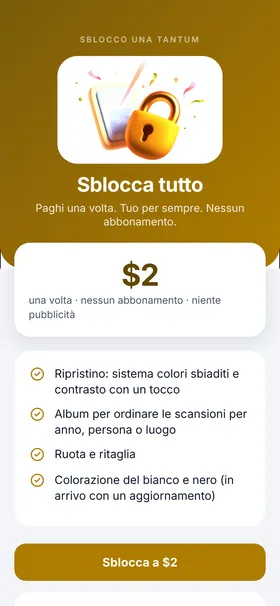 SBLOCCO UNA TANTUM
Sblocca tutto
Paghi una volta. Tuo per sempre. Nessun
abbonamento.
$2
una volta · nessun abbonamento · niente
pubblicità
Ripristino: sistema colori sbiaditi e
contrasto con un tocco
Album per ordinare le scansioni per
anno, persona o luogo
Ruota e ritaglia
Colorazione del bianco e nero (in
arrivo con un aggiornamento)
Sblocca a $2